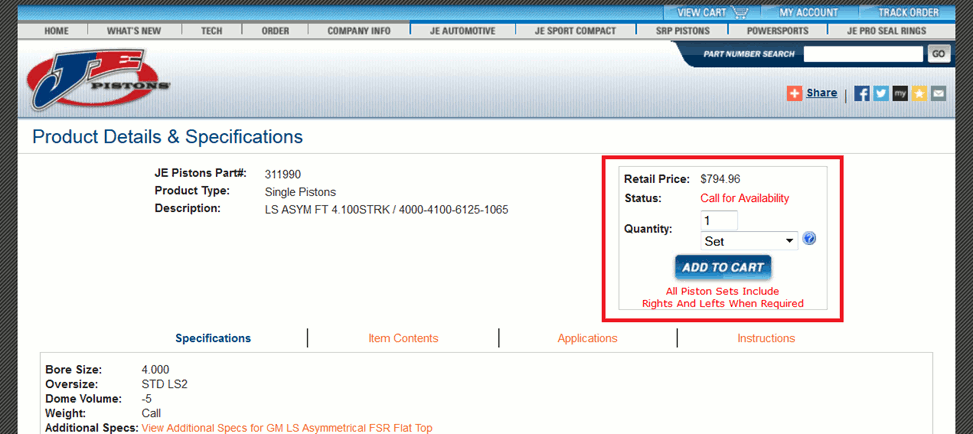 VIEW CART MY ACCOUNT TRACK ORDER
HOME WHAT'S NEW TECH ORDER COMPANY INFO JE AUTOMOTIVE JE SPORT COMPACT SRP PISTONS POWERSPORTS JE PRO SEAL RINGS
PART NUMBER SEARCH GO
JE PISTONS
Share my
Product Details & Specifications
JE Pistons Part#: 311990
Product Type: Single Pistons
Description: LS ASYM FT 4.100STRK / 4000-4100-6125-1065
Retail Price: $794.96
Status: Call for Availability
Quantity: 1
Set ?
ADD TO CART
All Piston Sets Include
Rights And Lefts When Required
Specifications Item Contents Applications Instructions
Bore Size: 4.000
Oversize: STD LS2
Dome Volume: -5
Weight: Call
Additional Specs: View Additional Specs for GM LS Asymmetrical FSR Flat Top